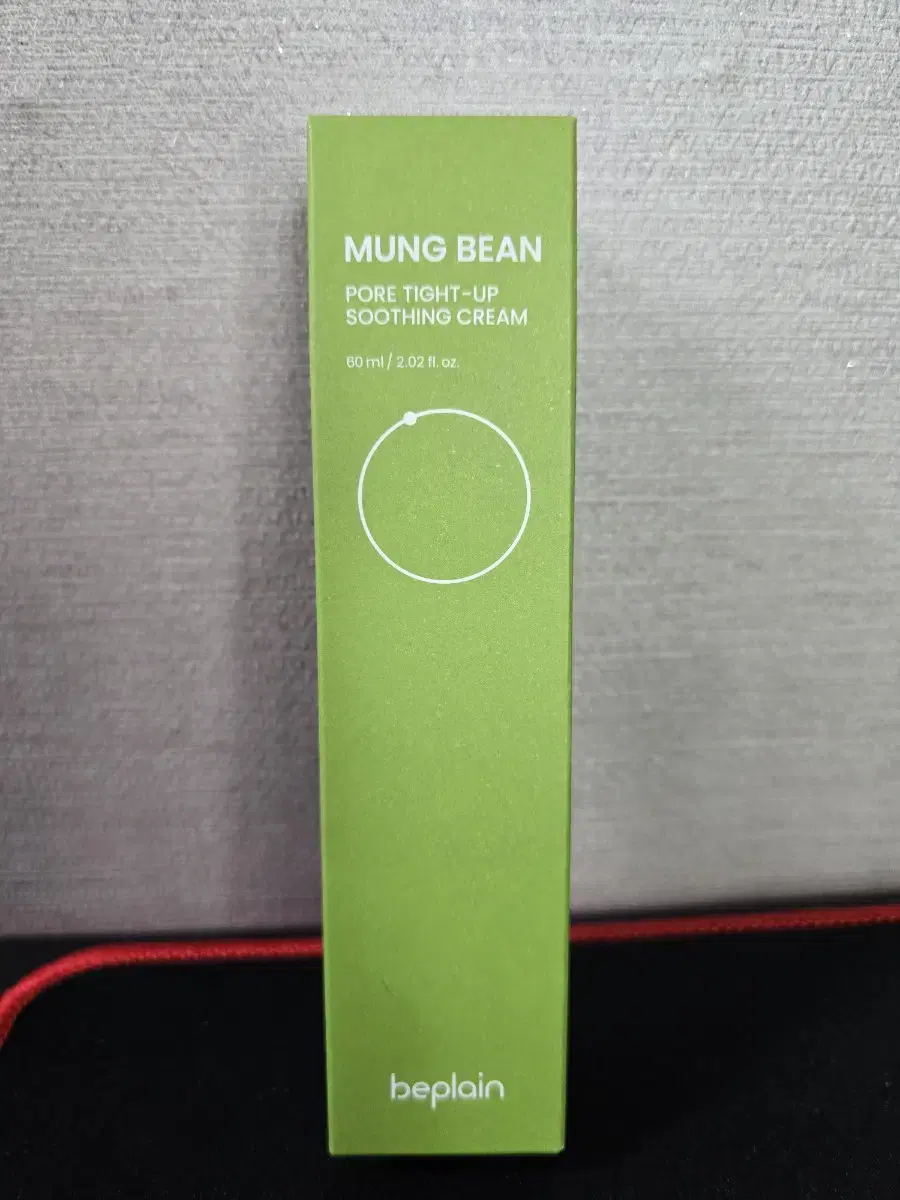 MUNG BEAN
PORE TIGHT-UP
SOOTHING CREAM
60 ml / 2.02 fl. oz.
beplain